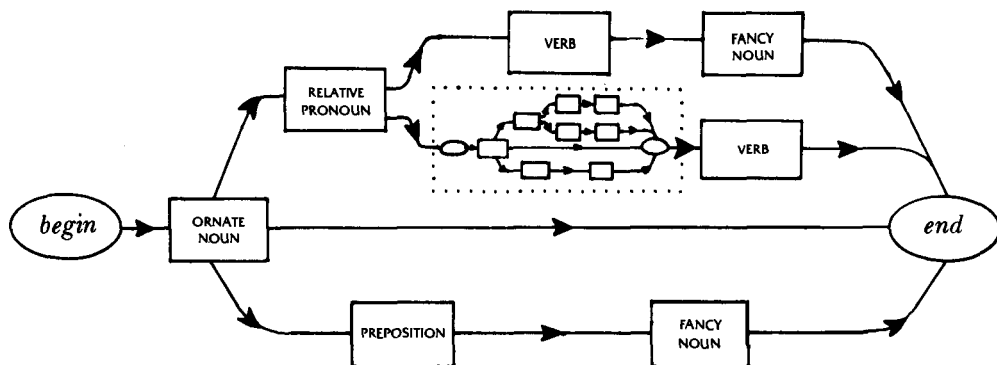 VERB
FANCY
NOUN
RELATIVE
PRONOUN
VERB
begin
ORNATE
NOUN
end
PREPOSITION
FANCY
NOUN